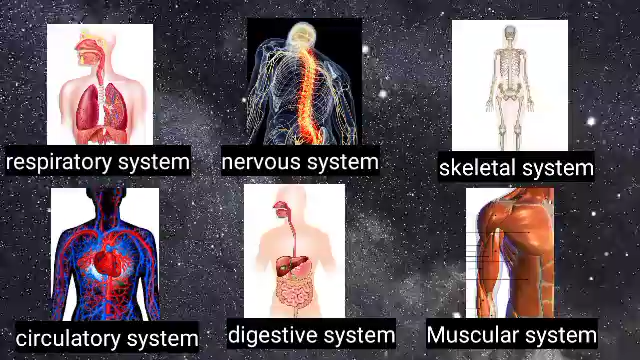 respiratory system
nervous system
skeletal system
circulatory system
digestive system
Muscular system